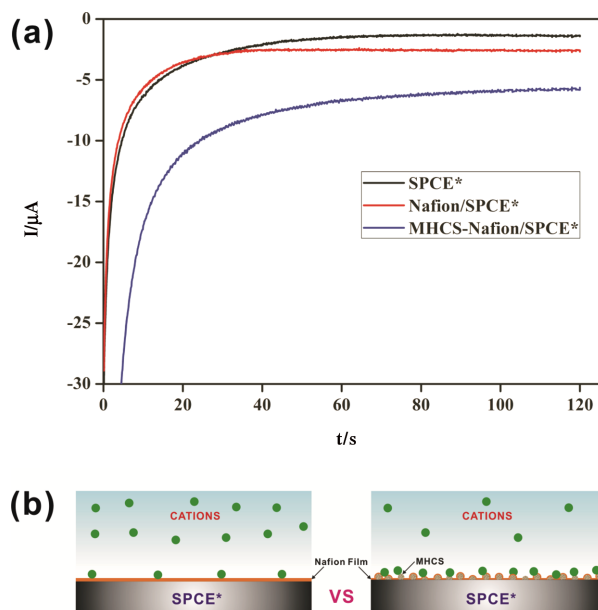 (a)
0
-5
-10
-15
-20
-25
-30
I/μA
SPCE*
Nafion/SPCE*
MHCS-Nafion/SPCE*
0 20 40 60 80 100 120
t/s
(b)
CATIONS
SPCE*
Nafion Film
VS
CATIONS
MHCS
SPCE*